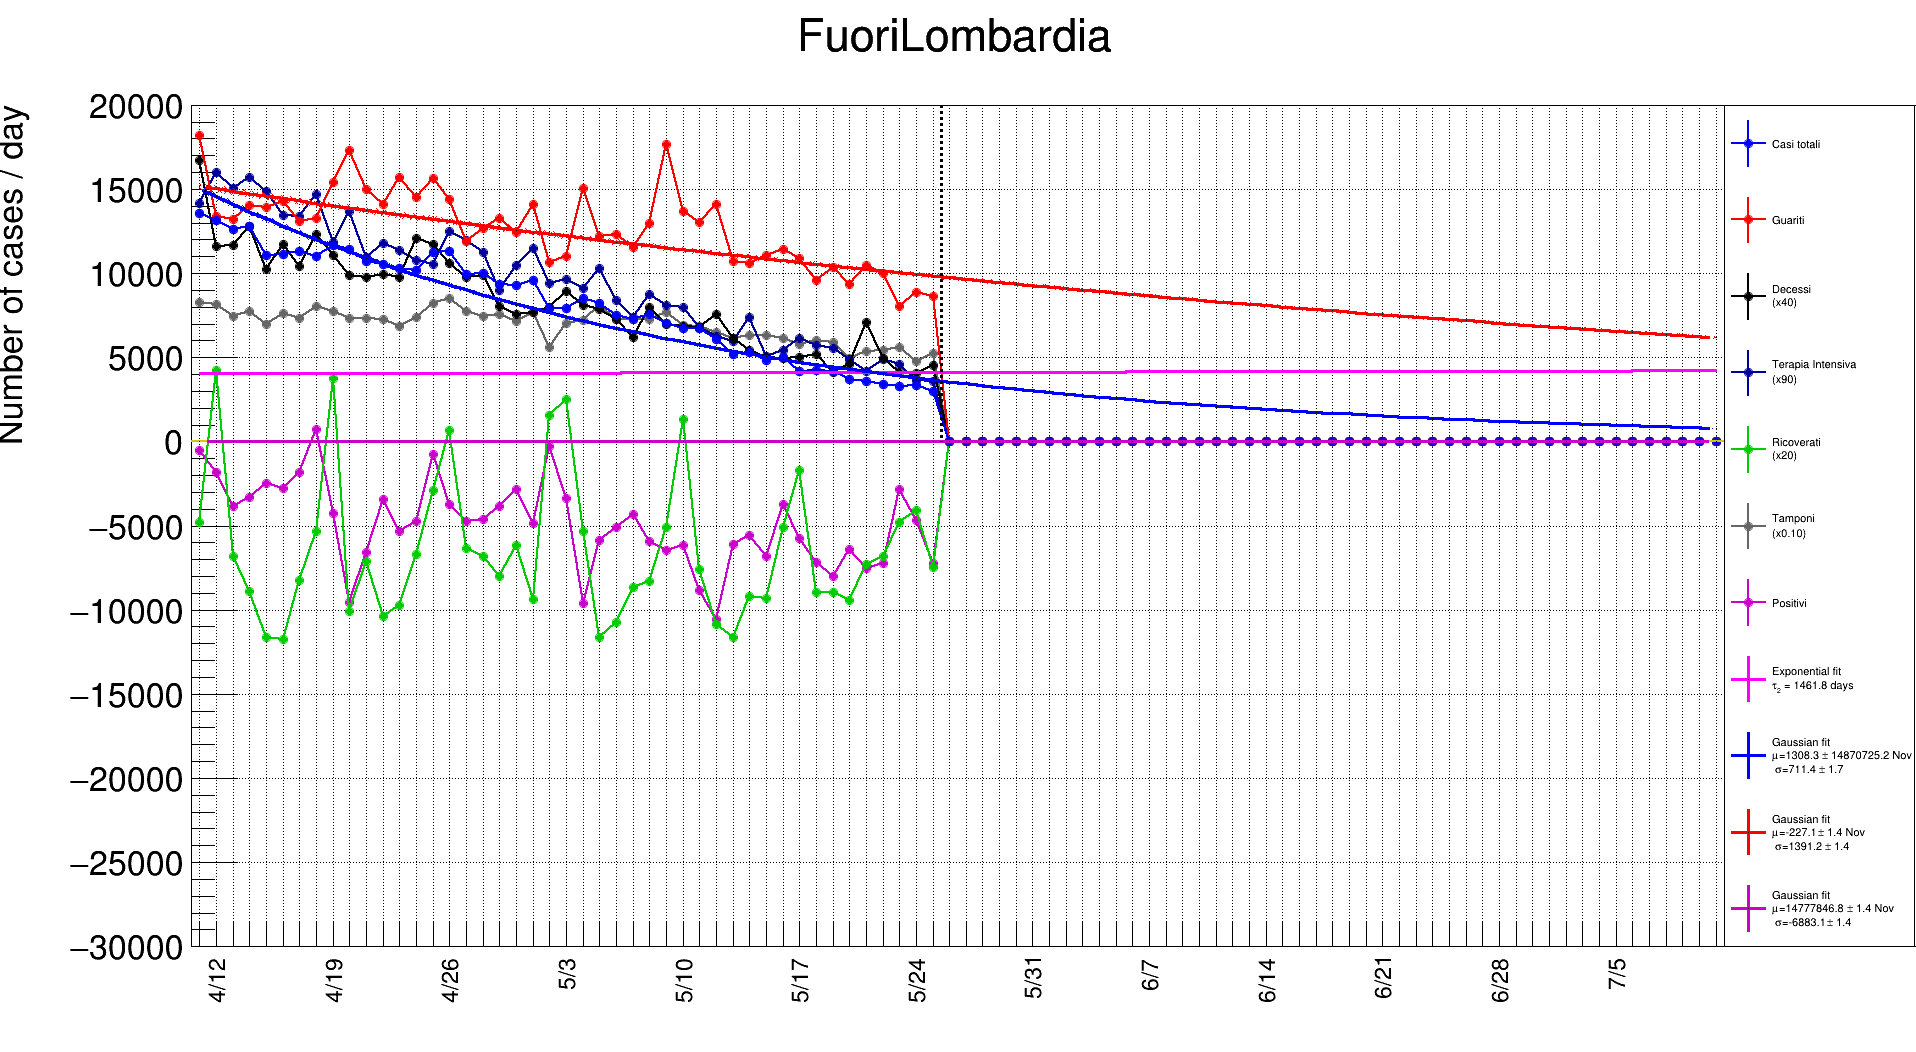 FuoriLombardia
Number of cases / day
20000
15000
10000
5000
0
−5000
−10000
−15000
−20000
−25000
−30000
4/12
4/19
4/26
5/3
5/10
5/17
5/24
5/31
6/7
6/14
6/21
6/28
7/5
Casi totali
Guariti
Decessi
(x40)
Terapia Intensiva
(x90)
Ricoverati
(x20)
Tamponi
(x0.10)
Positivi
Exponential fit
τ₂ = 1461.8 days
Gaussian fit
μ=1308.3 ± 14870725.2 Nov
σ=711.4 ± 1.7
Gaussian fit
μ=-227.1 ± 1.4 Nov
σ=1391.2 ± 1.4
Gaussian fit
μ=14777846.8 ± 1.4 Nov
σ=-6883.1 ± 1.4